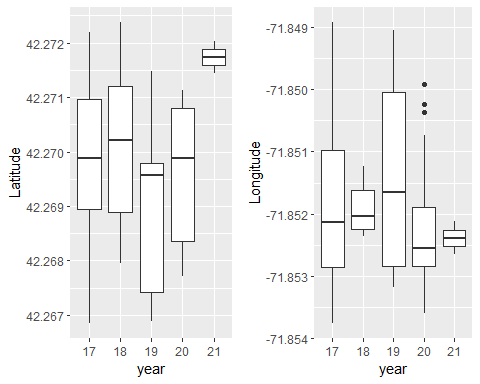 Latitude
42.272
42.271
42.270
42.269
42.268
42.267
17 18 19 20 21
year
Longitude
-71.849
-71.850
-71.851
-71.852
-71.853
-71.854
17 18 19 20 21
year